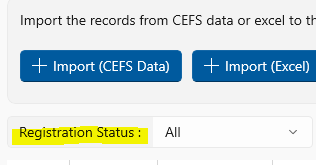 Import the records from CEFS data or excel to th
Import (CEFS Data)
Import (Excel)
Registration Status :
All